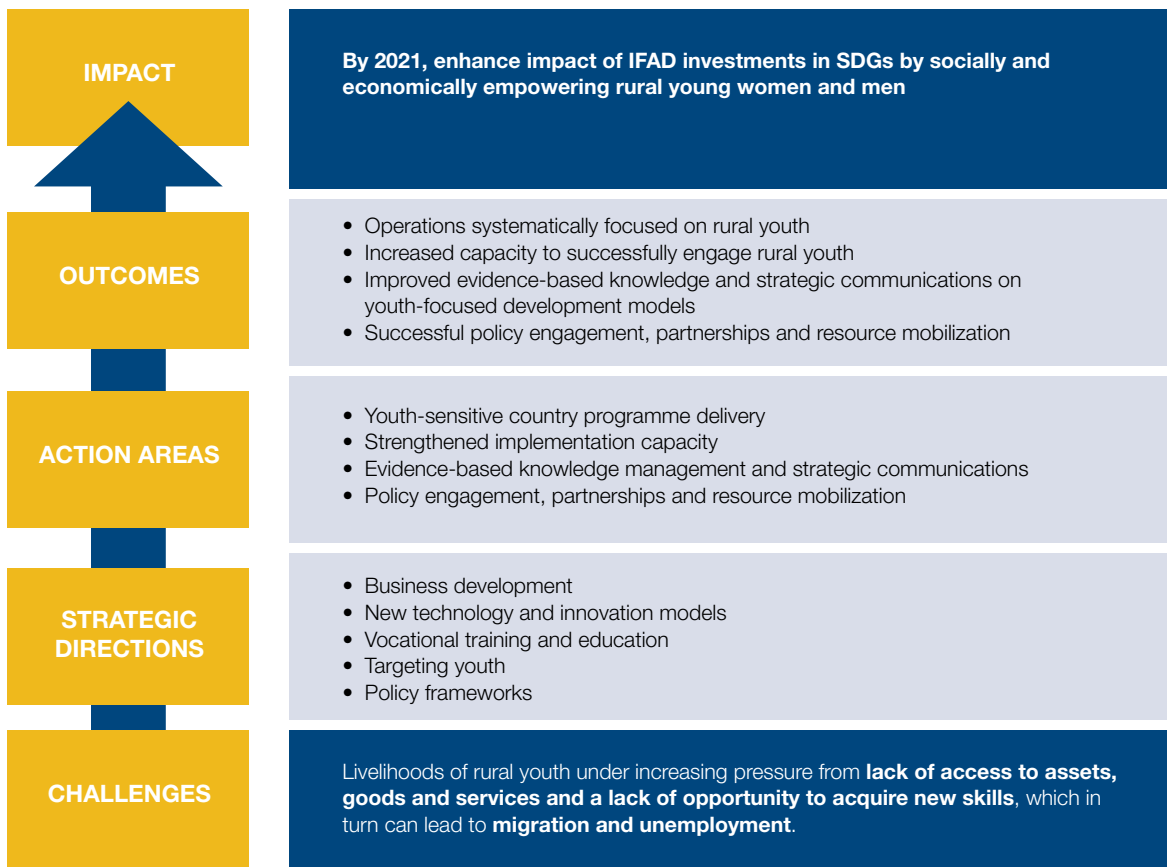 IMPACT
By 2021, enhance impact of IFAD investments in SDGs by socially and
economically empowering rural young women and men
OUTCOMES
• Operations systematically focused on rural youth
• Increased capacity to successfully engage rural youth
• Improved evidence-based knowledge and strategic communications on
youth-focused development models
• Successful policy engagement, partnerships and resource mobilization
ACTION AREAS
• Youth-sensitive country programme delivery
• Strengthened implementation capacity
• Evidence-based knowledge management and strategic communications
• Policy engagement, partnerships and resource mobilization
STRATEGIC
DIRECTIONS
• Business development
• New technology and innovation models
• Vocational training and education
• Targeting youth
• Policy frameworks
CHALLENGES
Livelihoods of rural youth under increasing pressure from lack of access to assets,
goods and services and a lack of opportunity to acquire new skills, which in
turn can lead to migration and unemployment.